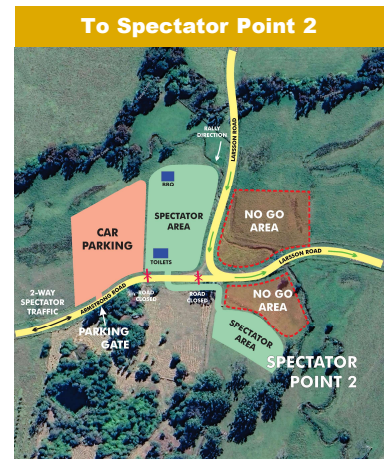 To Spectator Point 2
RALLY
DIRECTION
LARSSON ROAD
BBQ
CAR
PARKING
SPECTATOR
AREA
NO GO
AREA
TOILETS
LARSSON ROAD
2-WAY
SPECTATOR
TRAFFIC
ARMSTRONG ROAD
ROAD
CLOSED
ROAD
CLOSED
NO GO
AREA
PARKING
GATE
SPECTATOR
AREA
SPECTATOR
POINT 2